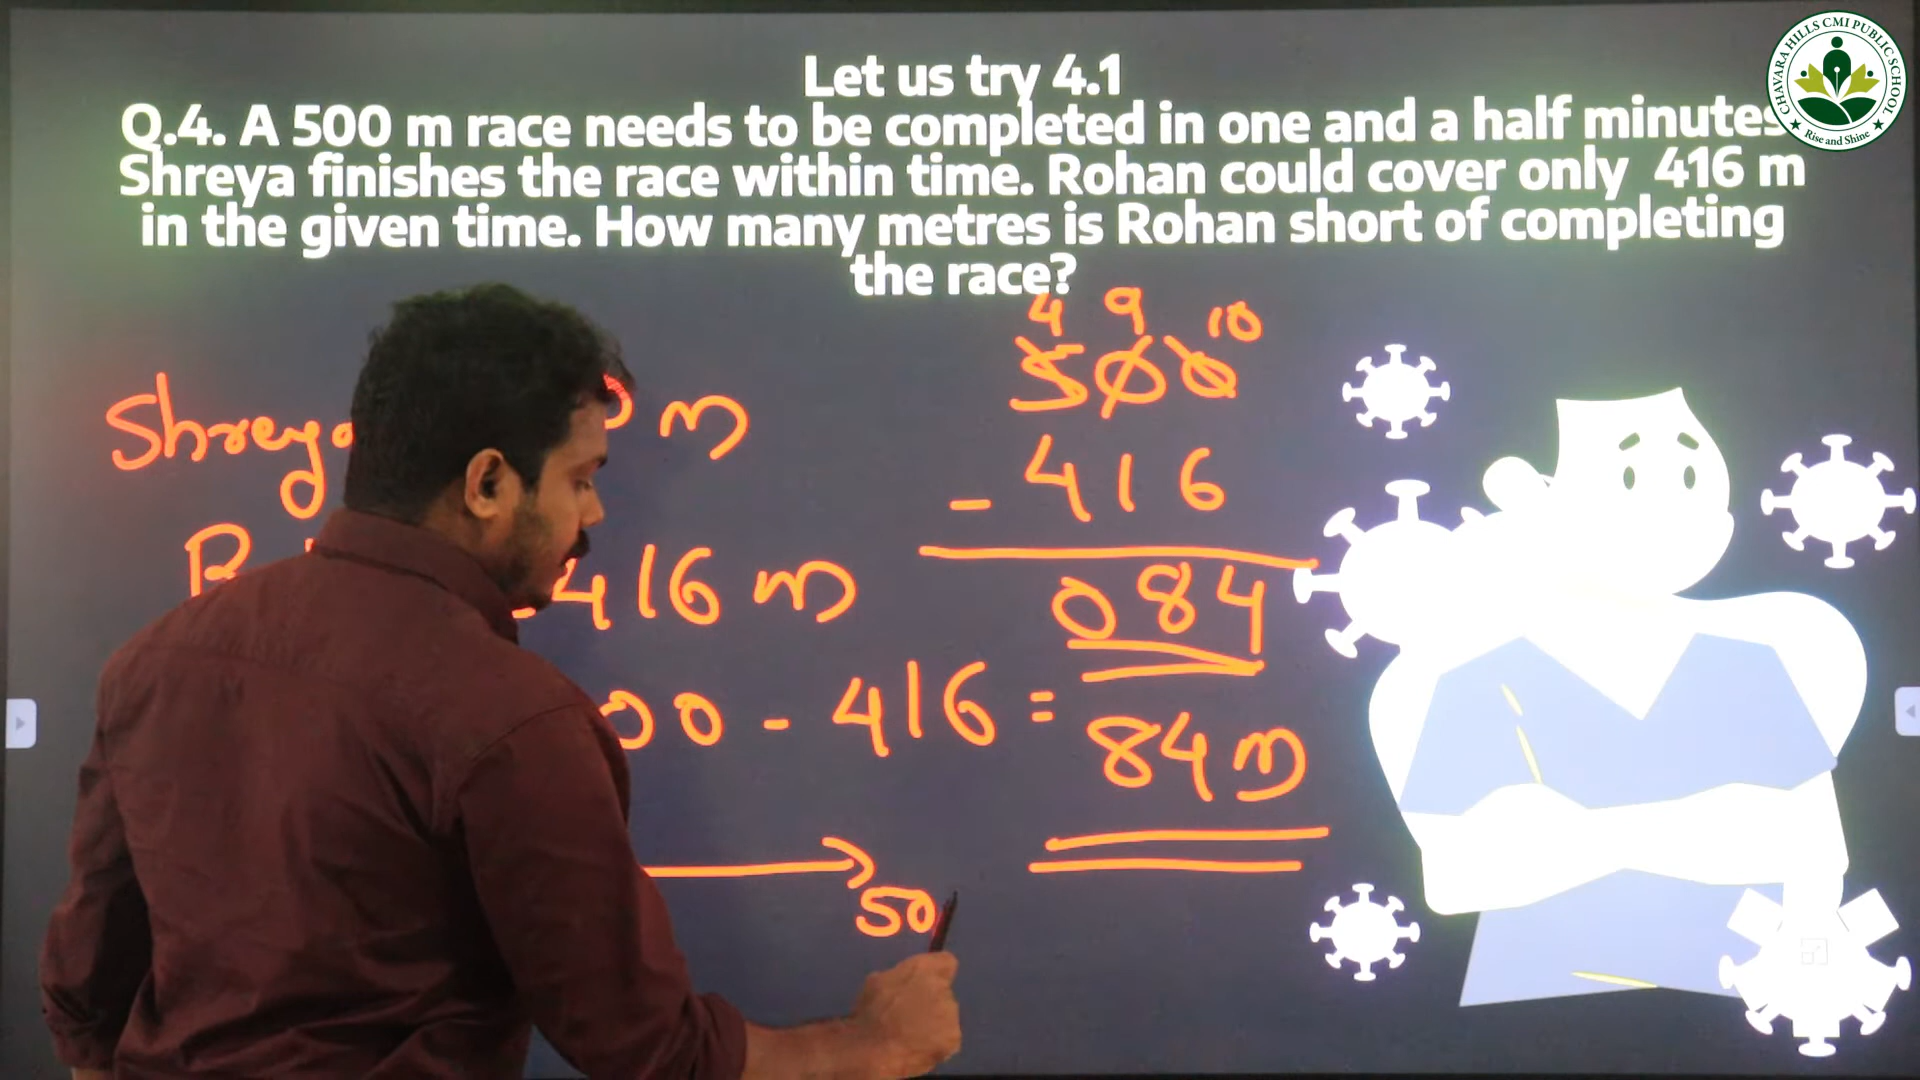 CHAVARA HILLS CMI PUBLIC SCHOOL
Rise and Shine
Let us try 4.1
Q.4. A 500 m race needs to be completed in one and a half minutes
Shreya finishes the race within time. Rohan could cover only 416 m
in the given time. How many metres is Rohan short of completing
the race?
4 9 10
500
- 416
084
Shreya m
416 m
00 - 416 = 84 m
50